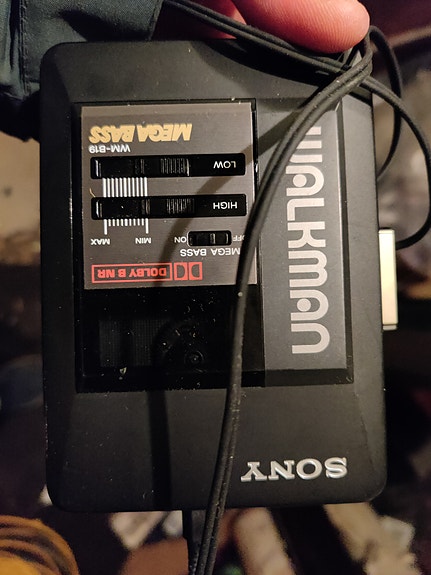 SONY
WALKMAN
DOLBY B NR
MEGA BASS
OFF ON
MIN MAX
HIGH
LOW
WM-B19
MEGA BASS